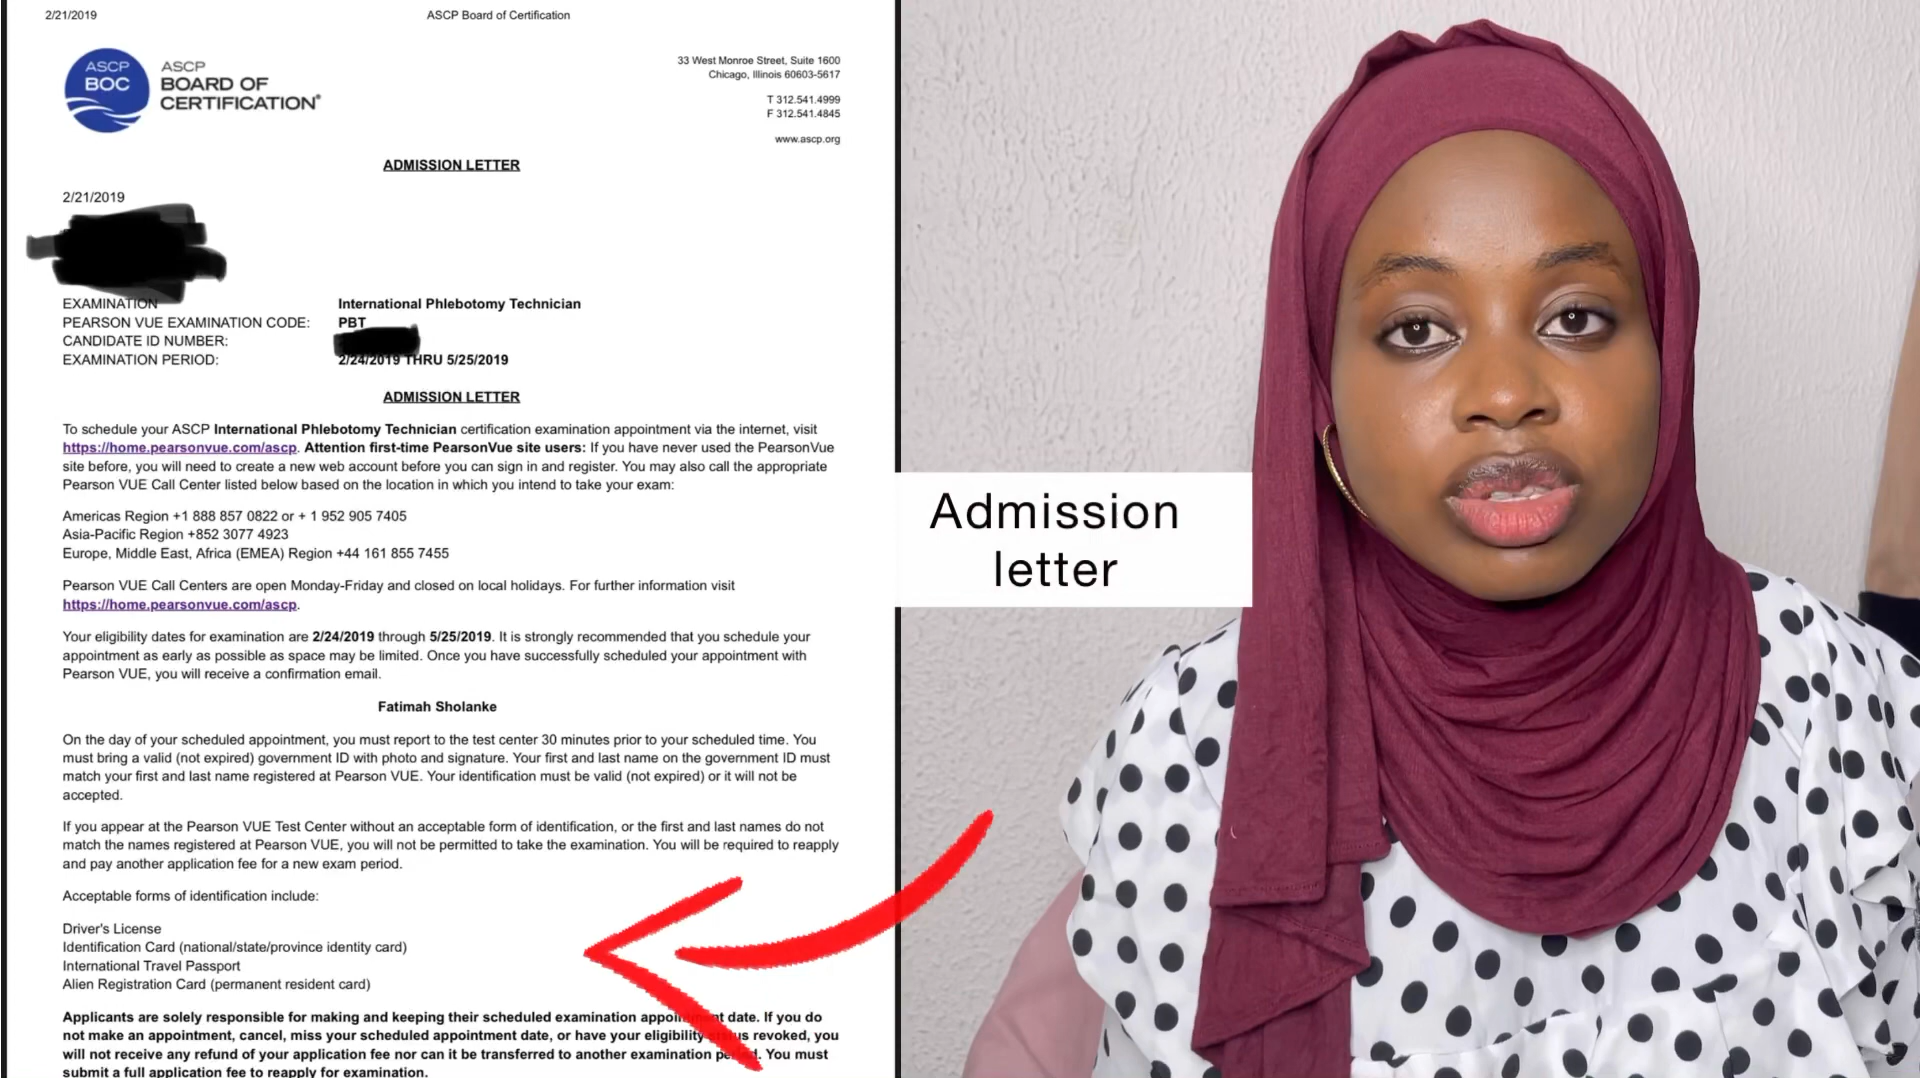 2/21/2019
ASCP Board of Certification
ASCP
BOC
ASCP
BOARD OF
CERTIFICATION®
33 West Monroe Street, Suite 1600
Chicago, Illinois 60603-5617
T 312.541.4999
F 312.541.4845
www.ascp.org
ADMISSION LETTER
2/21/2019
EXAMINATION International Phlebotomy Technician
PEARSON VUE EXAMINATION CODE: PBT
CANDIDATE ID NUMBER:
EXAMINATION PERIOD: 2/24/2019 THRU 5/25/2019
ADMISSION LETTER
To schedule your ASCP International Phlebotomy Technician certification examination appointment via the internet, visit
https://home.pearsonvue.com/ascp. Attention first-time PearsonVue site users: If you have never used the PearsonVue
site before, you will need to create a new web account before you can sign in and register. You may also call the appropriate
Pearson VUE Call Center listed below based on the location in which you intend to take your exam:
Americas Region +1 888 857 0822 or + 1 952 905 7405
Asia-Pacific Region +852 3077 4923
Europe, Middle East, Africa (EMEA) Region +44 161 855 7455
Pearson VUE Call Centers are open Monday-Friday and closed on local holidays. For further information visit
https://home.pearsonvue.com/ascp.
Your eligibility dates for examination are 2/24/2019 through 5/25/2019. It is strongly recommended that you schedule your
appointment as early as possible as space may be limited. Once you have successfully scheduled your appointment with
Pearson VUE, you will receive a confirmation email.
Fatimah Sholanke
On the day of your scheduled appointment, you must report to the test center 30 minutes prior to your scheduled time. You
must bring a valid (not expired) government ID with photo and signature. Your first and last name on the government ID must
match your first and last name registered at Pearson VUE. Your identification must be valid (not expired) or it will not be
accepted.
If you appear at the Pearson VUE Test Center without an acceptable form of identification, or the first and last names do not
match the names registered at Pearson VUE, you will not be permitted to take the examination. You will be required to reapply
and pay another application fee for a new exam period.
Acceptable forms of identification include:
Driver's License
Identification Card (national/state/province identity card)
International Travel Passport
Alien Registration Card (permanent resident card)
Applicants are solely responsible for making and keeping their scheduled examination appointment date. If you do
not make an appointment, cancel, miss your scheduled appointment date, or have your eligibility status revoked, you
will not receive any refund of your application fee nor can it be transferred to another examination period. You must
submit a full application fee to reapply for examination.
Admission
letter